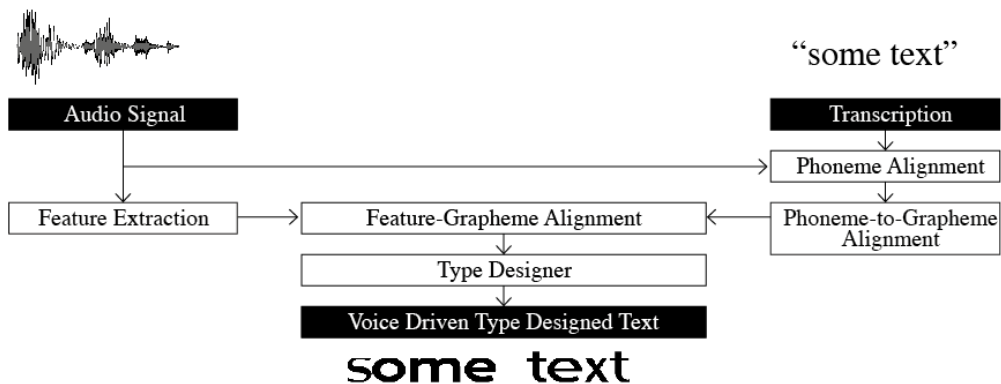 “some text”
Audio Signal
Transcription
Phoneme Alignment
Feature Extraction
Feature-Grapheme Alignment
Phoneme-to-Grapheme
Alignment
Type Designer
Voice Driven Type Designed Text
some text